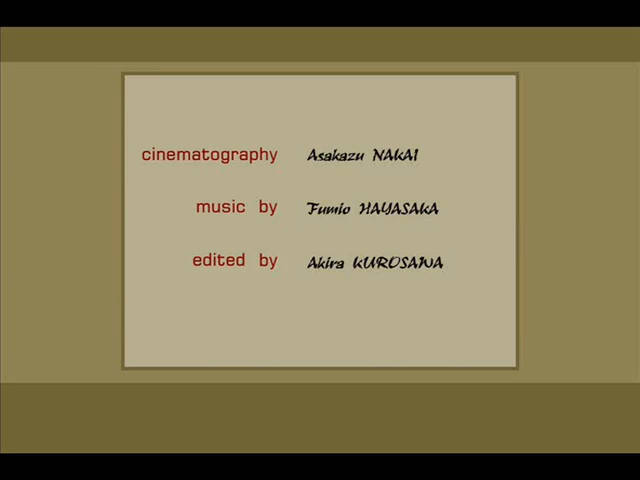 cinematography Asakazu NAKAI
music by Fumio HAYASAKA
edited by Akira KUROSAWA